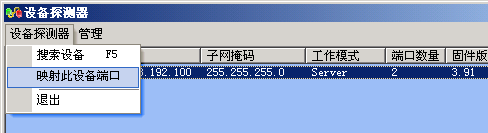 设备探测器
设备探测器 管理
子网掩码 工作模式 端口数量 固件版
搜索设备 F5
.192.100 255.255.255.0 Server 2 3.91
映射此设备端口
退出